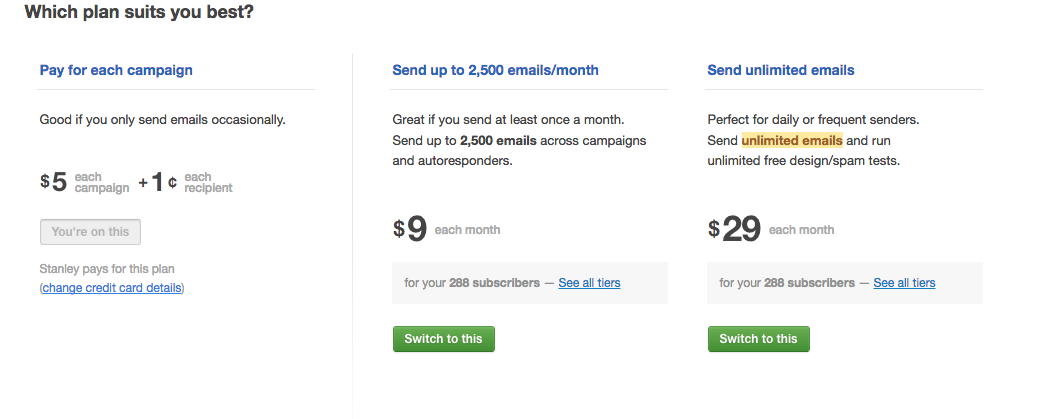 Which plan suits you best?
Pay for each campaign
Good if you only send emails occasionally.
$5 each campaign + 1¢ each recipient
You're on this
Stanley pays for this plan
(change credit card details)
Send up to 2,500 emails/month
Great if you send at least once a month.
Send up to 2,500 emails across campaigns
and autoresponders.
$9 each month
for your 288 subscribers — See all tiers
Switch to this
Send unlimited emails
Perfect for daily or frequent senders.
Send unlimited emails and run
unlimited free design/spam tests.
$29 each month
for your 288 subscribers — See all tiers
Switch to this